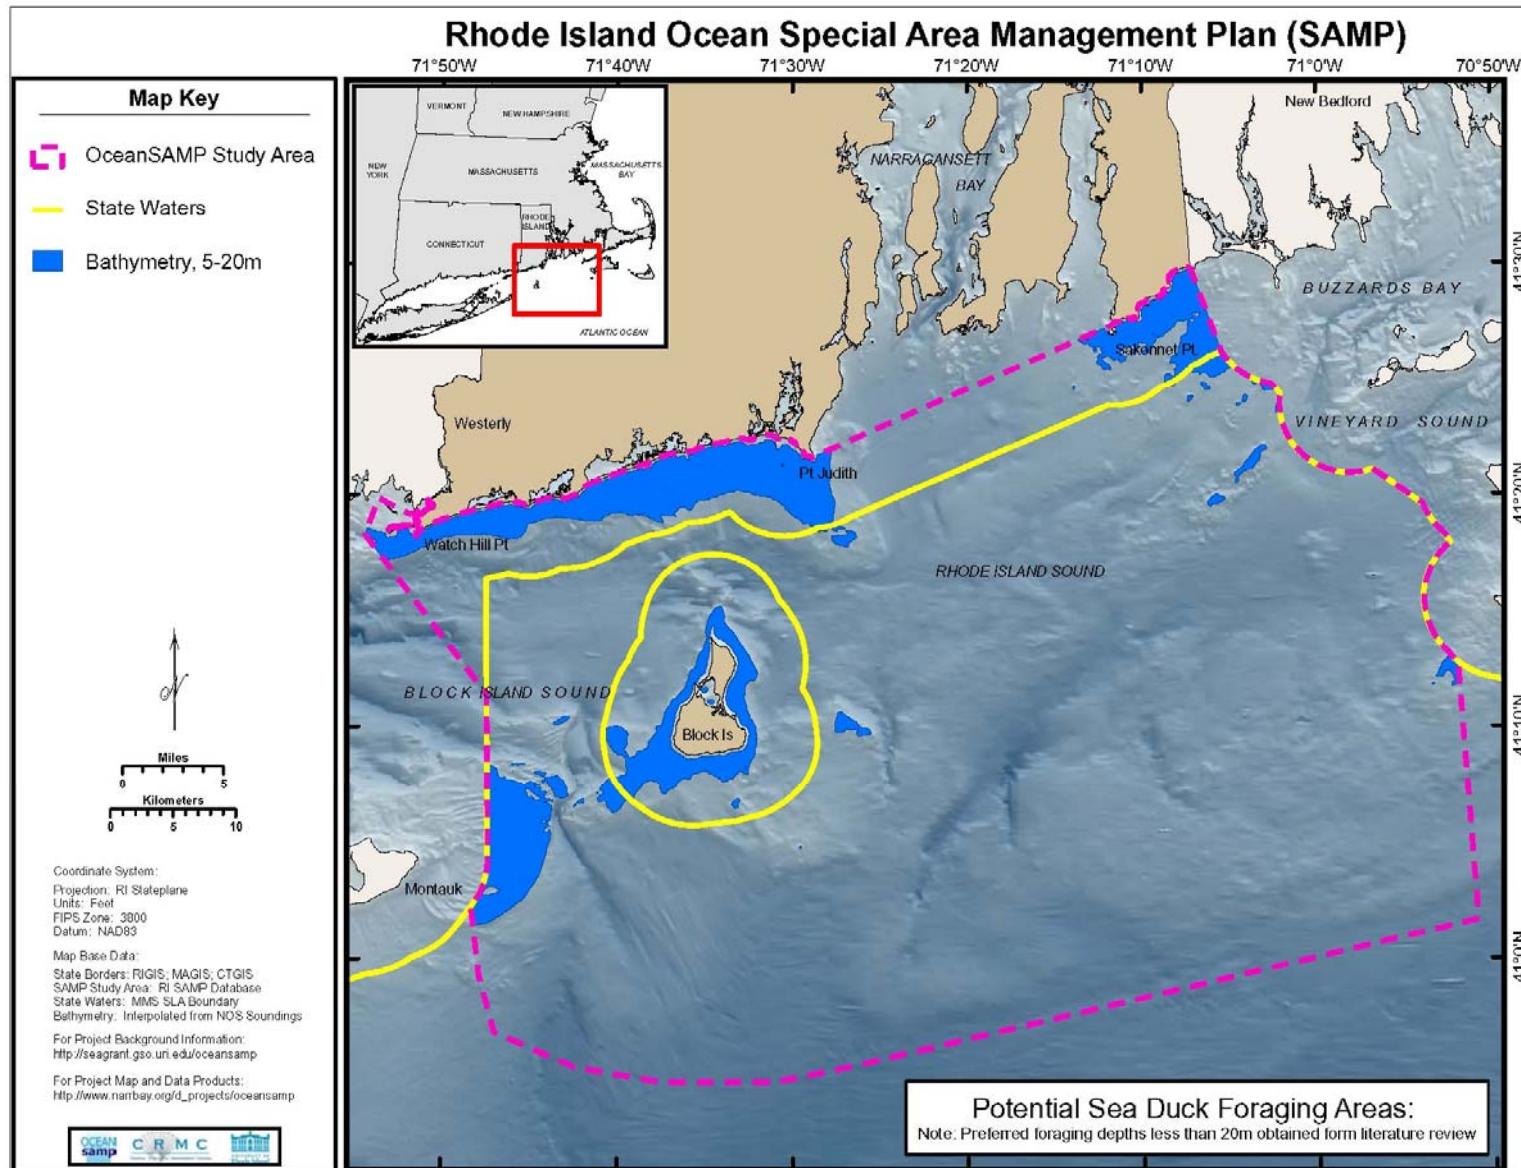 Rhode Island Ocean Special Area Management Plan (SAMP)
71°50'W
71°40'W
71°30'W
71°20'W
71°10'W
71°0'W
70°50'W
Map Key
OceanSAMP Study Area
State Waters
Bathymetry, 5-20m
VERMONT
NEW HAMPSHIRE
NEW
YORK
MASSACHUSETTS
MASSACHUSETTS
BAY
RHODE
ISLAND
CONNECTICUT
ATLANTIC OCEAN
New Bedford
NARRAGANSETT
BAY
41°30'N
BUZZARDS BAY
Sakonnet Pt.
Westerly
VINEYARD SOUND
Pt Judith
41°20'N
Watch Hill Pt
RHODE ISLAND SOUND
BLOCK ISLAND SOUND
Block Is
41°10'N
Miles
0 5
Kilometers
0 5 10
Montauk
41°0'N
Coordinate System:
Projection: RI Stateplane
Units: Feet
FIPS Zone: 3800
Datum: NAD83
Map Base Data:
State Borders: RIGIS; MAGIS; CTGIS
SAMP Study Area: RI SAMP Database
State Waters: MMS SLA Boundary
Bathymetry: Interpolated from NOS Soundings
For Project Background Information:
http://seagrant.gso.uri.edu/oceansamp
For Project Map and Data Products:
http://www.narrbay.org/d_projects/oceansamp
OCEAN
samp
CRMC
Potential Sea Duck Foraging Areas:
Note: Preferred foraging depths less than 20m obtained form literature review